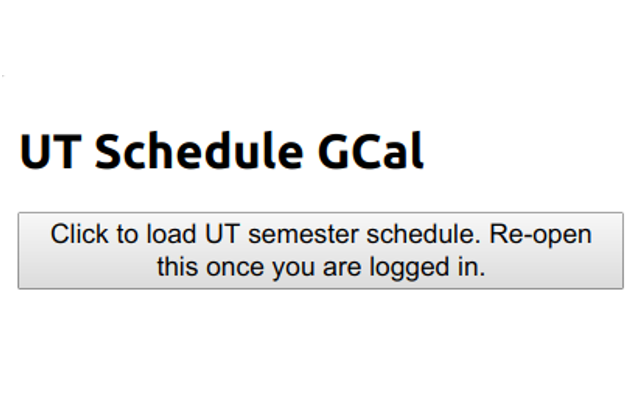 UT Schedule GCal
Click to load UT semester schedule. Re-open
this once you are logged in.